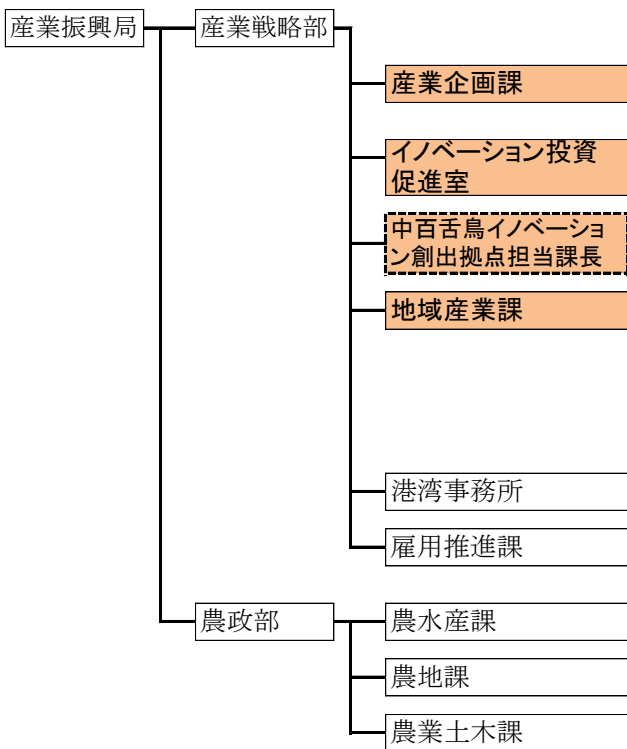 産業振興局
産業戦略部
産業企画課
イノベーション投資
促進室
中百舌鳥イノベーショ
ン創出拠点担当課長
地域産業課
港湾事務所
雇用推進課
農政部
農水産課
農地課
農業土木課